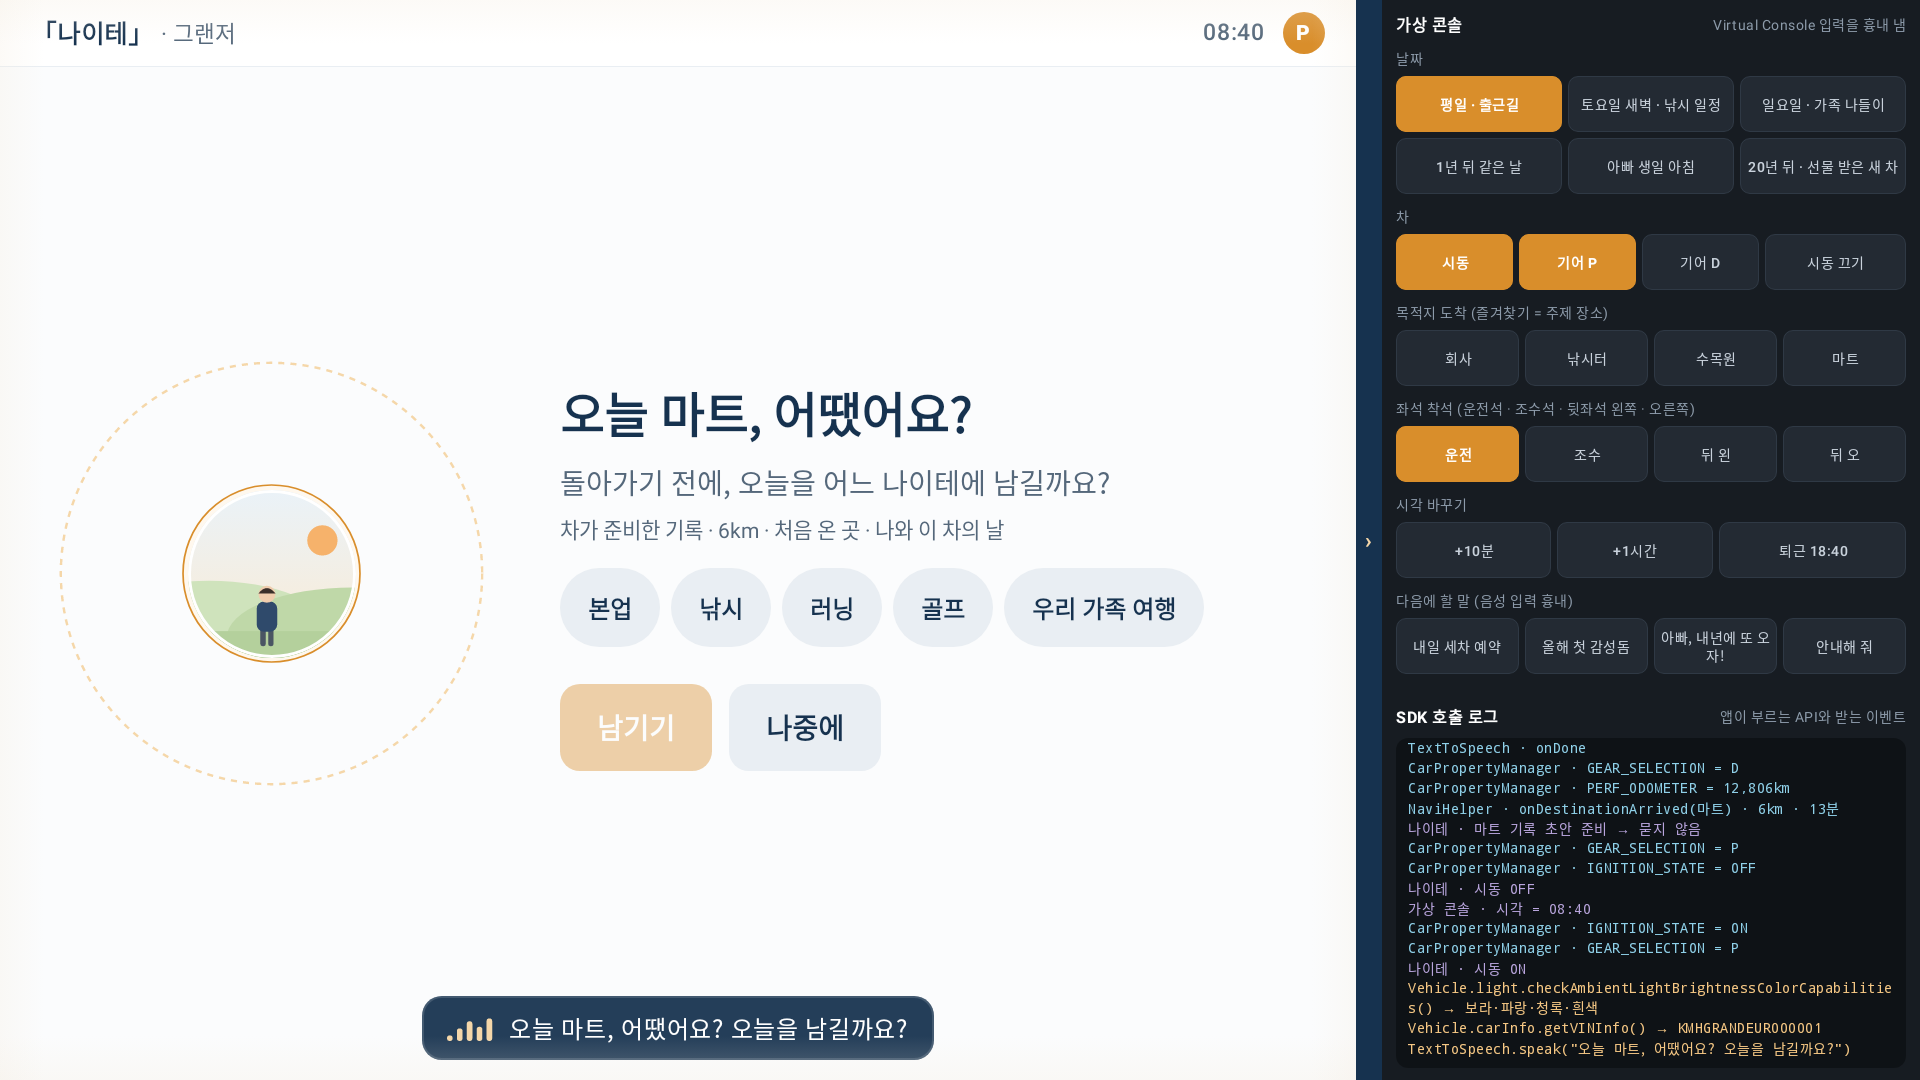 「나이테」 · 그랜저
08:40 P
오늘 마트, 어땠어요?
돌아가기 전에, 오늘을 어느 나이테에 남길까요?
차가 준비한 기록 · 6km · 처음 온 곳 · 나와 이 차의 날
본업 낚시 러닝 골프 우리 가족 여행
남기기 나중에
오늘 마트, 어땠어요? 오늘을 남길까요?
›
가상 콘솔 Virtual Console 입력을 흉내 냄
날짜
평일 · 출근길 토요일 새벽 · 낚시 일정 일요일 · 가족 나들이
1년 뒤 같은 날 아빠 생일 아침 20년 뒤 · 선물 받은 새 차
차
시동 기어 P 기어 D 시동 끄기
목적지 도착 (즐겨찾기 = 주제 장소)
회사 낚시터 수목원 마트
좌석 착석 (운전석 · 조수석 · 뒷좌석 왼쪽 · 오른쪽)
운전 조수 뒤 왼 뒤 오
시각 바꾸기
+10분 +1시간 퇴근 18:40
다음에 할 말 (음성 입력 흉내)
내일 세차 예약 올해 첫 감성돔 아빠, 내년에 또 오
자! 안내해 줘
SDK 호출 로그 앱이 부르는 API와 받는 이벤트
TextToSpeech · onDone
CarPropertyManager · GEAR_SELECTION = D
CarPropertyManager · PERF_ODOMETER = 12,806km
NaviHelper · onDestinationArrived(마트) · 6km · 13분
나이테 · 마트 기록 초안 준비 → 묻지 않음
CarPropertyManager · GEAR_SELECTION = P
CarPropertyManager · IGNITION_STATE = OFF
나이테 · 시동 OFF
가상 콘솔 · 시각 = 08:40
CarPropertyManager · IGNITION_STATE = ON
CarPropertyManager · GEAR_SELECTION = P
나이테 · 시동 ON
Vehicle.light.checkAmbientLightBrightnessColorCapabilitie
s() → 보라·파랑·청록·흰색
Vehicle.carInfo.getVINInfo() → KMHGRANDEUR000001
TextToSpeech.speak("오늘 마트, 어땠어요? 오늘을 남길까요?")